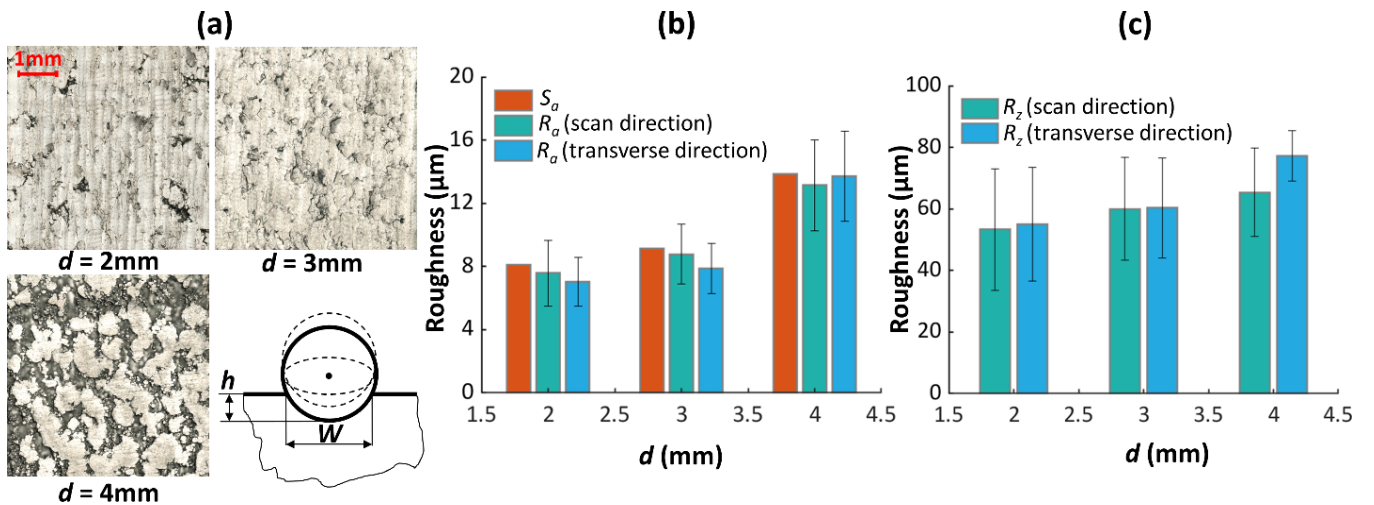 (a)
1mm
d = 2mm
d = 3mm
d = 4mm
h
W
(b)
Roughness (μm)
20
16
12
8
4
0
Sa
Ra (scan direction)
Ra (transverse direction)
1.5 2 2.5 3 3.5 4 4.5
d (mm)
(c)
Roughness (μm)
100
80
60
40
20
0
Rz (scan direction)
Rz (transverse direction)
1.5 2 2.5 3 3.5 4 4.5
d (mm)